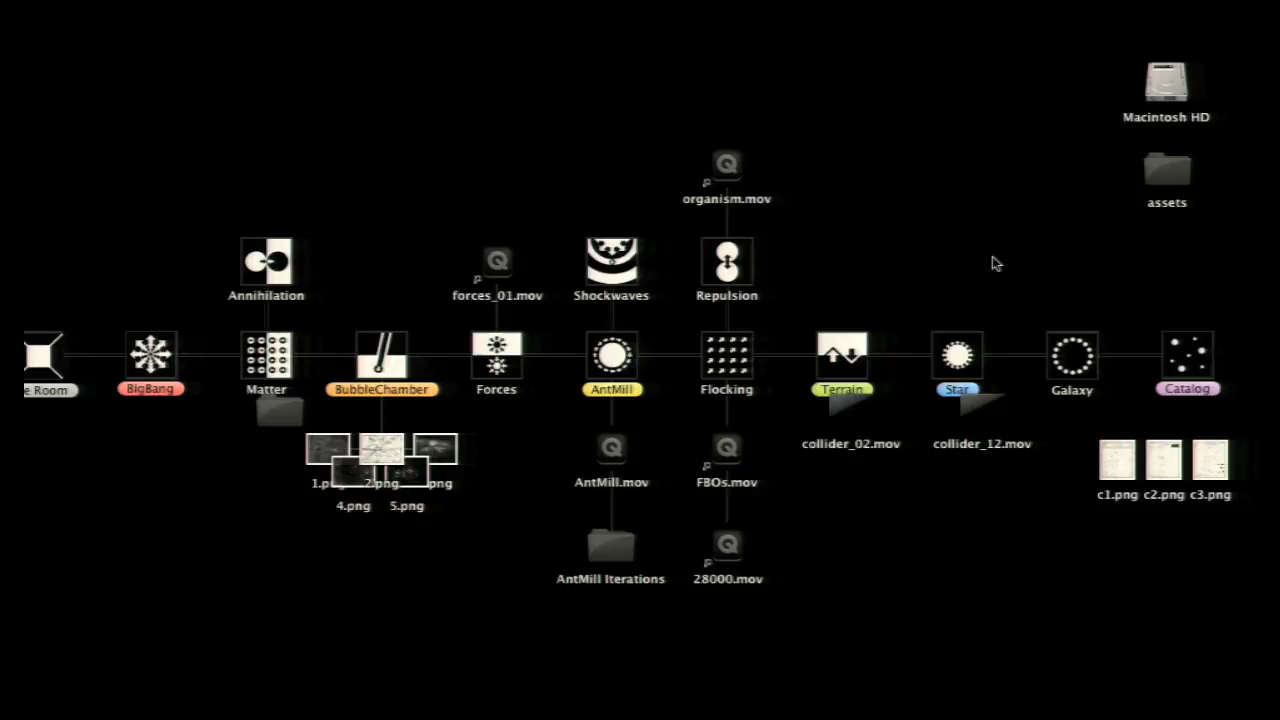 Macintosh HD
assets
organism.mov
Annihilation
forces_01.mov
Shockwaves
Repulsion
e Room
BigBang
Matter
BubbleChamber
Forces
AntMill
Flocking
Terrain
Star
Galaxy
Catalog
collider_02.mov
collider_12.mov
1.p
2.png
png
AntMill.mov
FBOs.mov
c1.png
c2.png
c3.png
4.png
5.png
AntMill Iterations
28000.mov